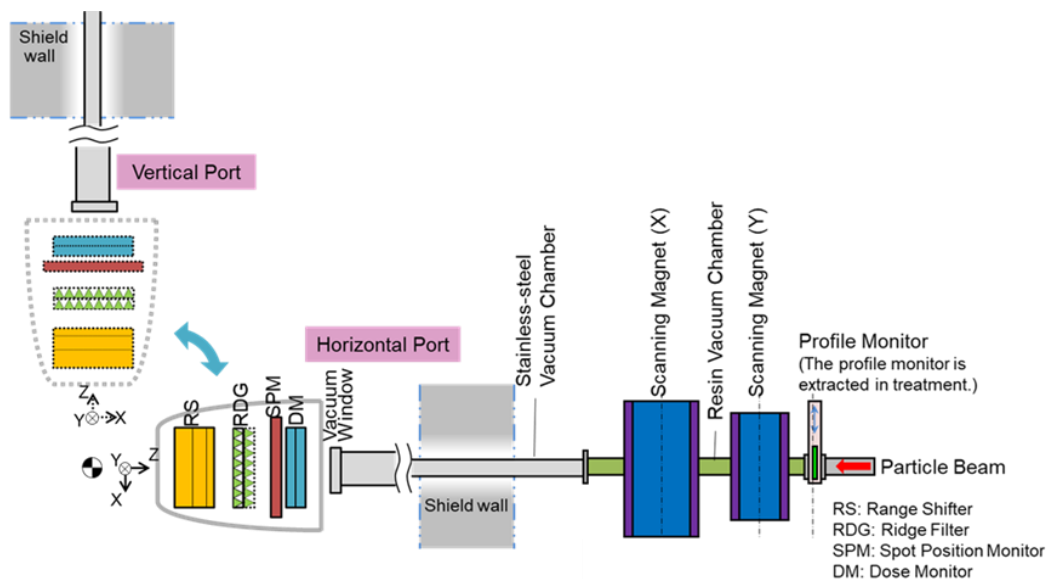 Shield
wall
Vertical Port
Z
Y
X
Horizontal Port
RS
RDG
SPM
DM
Vacuum
Window
Y
Z
X
Stainless-steel
Vacuum Chamber
Shield wall
Scanning Magnet (X)
Resin Vacuum Chamber
Scanning Magnet (Y)
Profile Monitor
(The profile monitor is
extracted in treatment.)
Particle Beam
RS: Range Shifter
RDG: Ridge Filter
SPM: Spot Position Monitor
DM: Dose Monitor